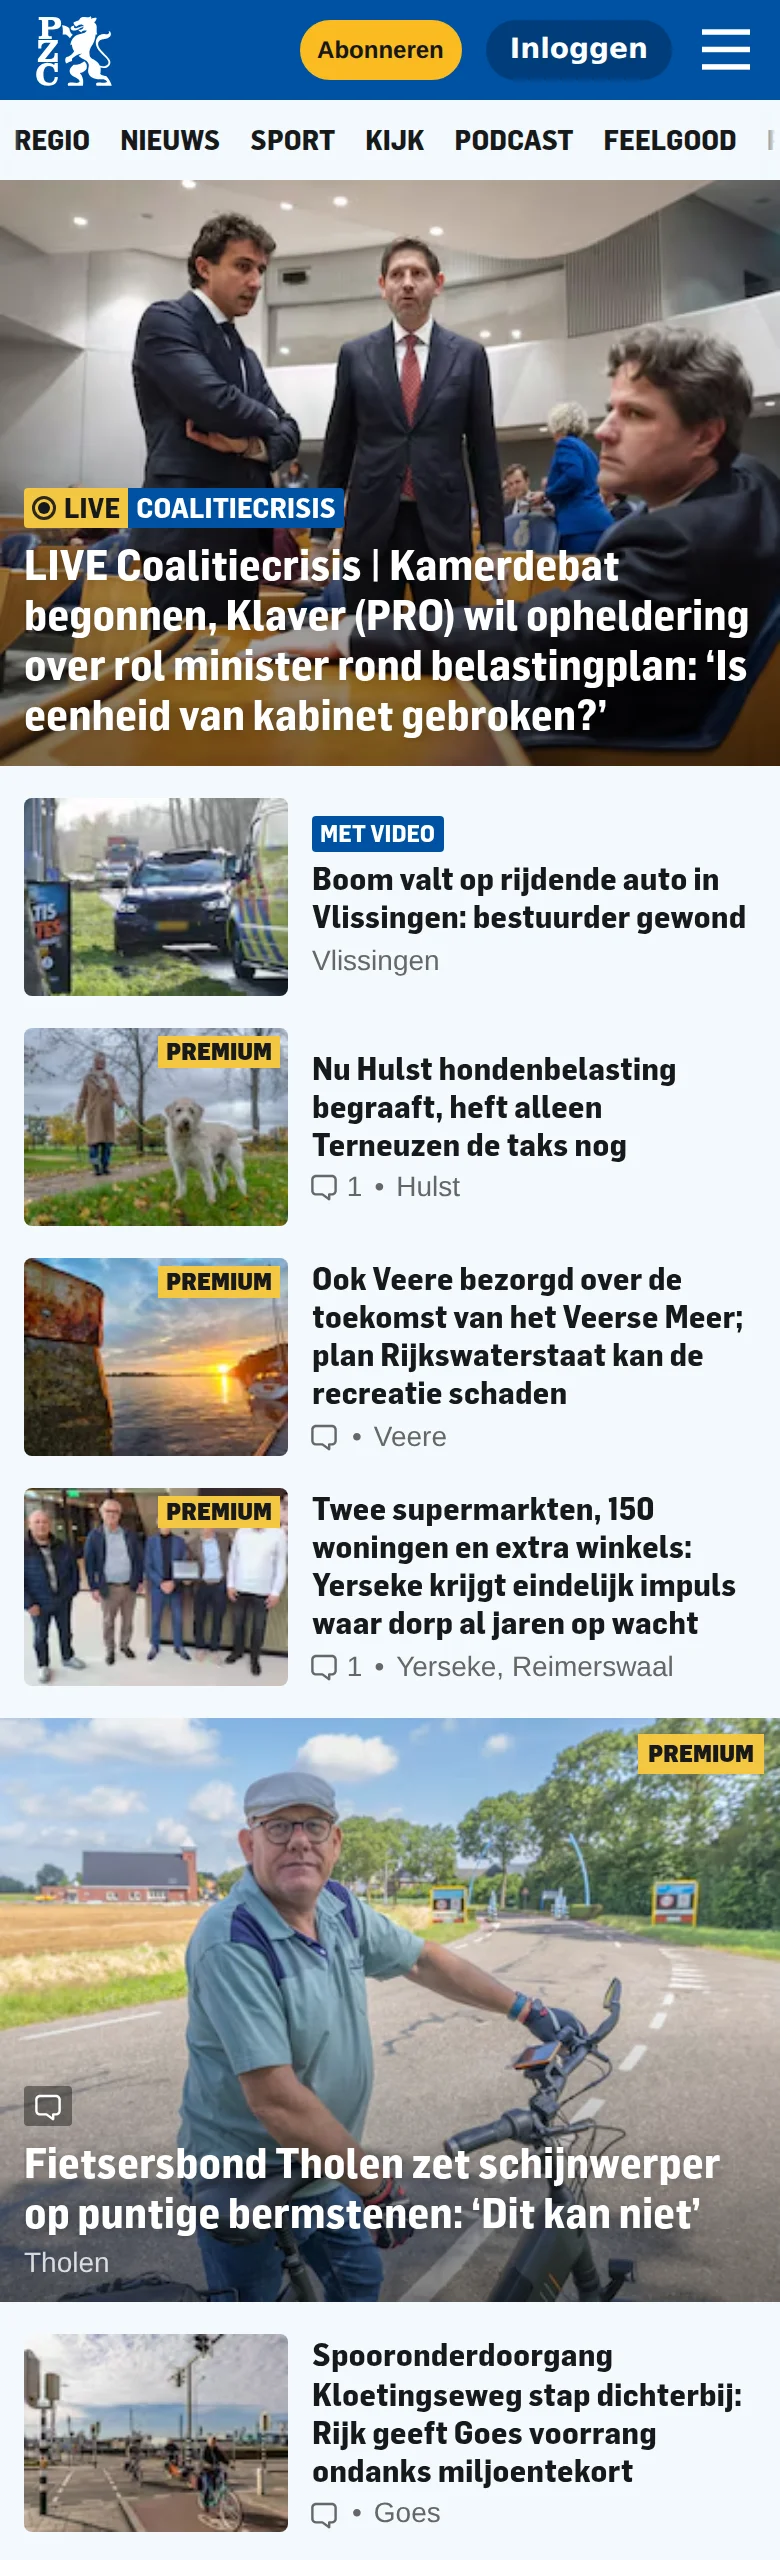 PZC
Abonneren
Inloggen
REGIO NIEUWS SPORT KIJK PODCAST FEELGOOD
LIVE COALITIECRISIS
LIVE Coalitiecrisis | Kamerdebat
begonnen, Klaver (PRO) wil opheldering
over rol minister rond belastingplan: ‘Is
eenheid van kabinet gebroken?’
MET VIDEO
Boom valt op rijdende auto in
Vlissingen: bestuurder gewond
Vlissingen
PREMIUM
Nu Hulst hondenbelasting
begraaft, heft alleen
Terneuzen de taks nog
1 • Hulst
PREMIUM
Ook Veere bezorgd over de
toekomst van het Veerse Meer;
plan Rijkswaterstaat kan de
recreatie schaden
• Veere
PREMIUM
Twee supermarkten, 150
woningen en extra winkels:
Yerseke krijgt eindelijk impuls
waar dorp al jaren op wacht
1 • Yerseke, Reimerswaal
PREMIUM
Fietsersbond Tholen zet schijnwerper
op puntige bermstenen: ‘Dit kan niet’
Tholen
Spooronderdoorgang
Kloetingseweg stap dichterbij:
Rijk geeft Goes voorrang
ondanks miljoentekort
• Goes